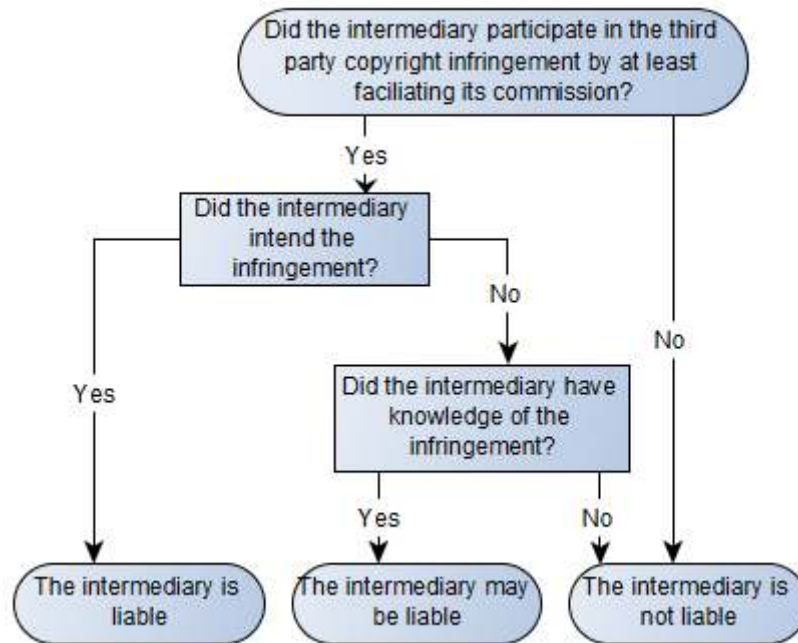 Did the intermediary participate in the third
party copyright infringement by at least
faciliating its commission?
Yes
Did the intermediary
intend the
infringement?
No
No
Yes
Did the intermediary have
knowledge of the
infringement?
Yes
No
The intermediary is
liable
The intermediary may
be liable
The intermediary is
not liable